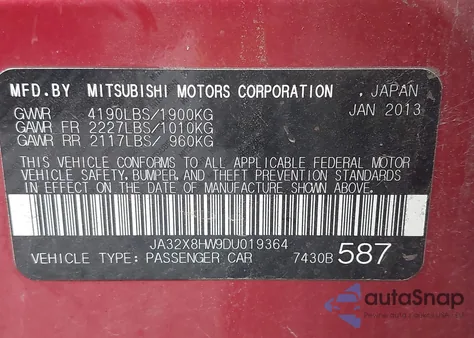 MFD.BY MITSUBISHI MOTORS CORPORATION , JAPAN
GVWR 4190LBS/1900KG JAN 2013
GAWR FR 2227LBS/1010KG
GAWR RR 2117LBS/ 960KG
THIS VEHICLE CONFORMS TO ALL APPLICABLE FEDERAL MOTOR
VEHICLE SAFETY, BUMPER, AND THEFT PREVENTION STANDARDS
IN EFFECT ON THE DATE OF MANUFACTURE SHOWN ABOVE.
JA32X8HW9DU019364
VEHICLE TYPE: PASSENGER CAR 7430B 587
autoSnap